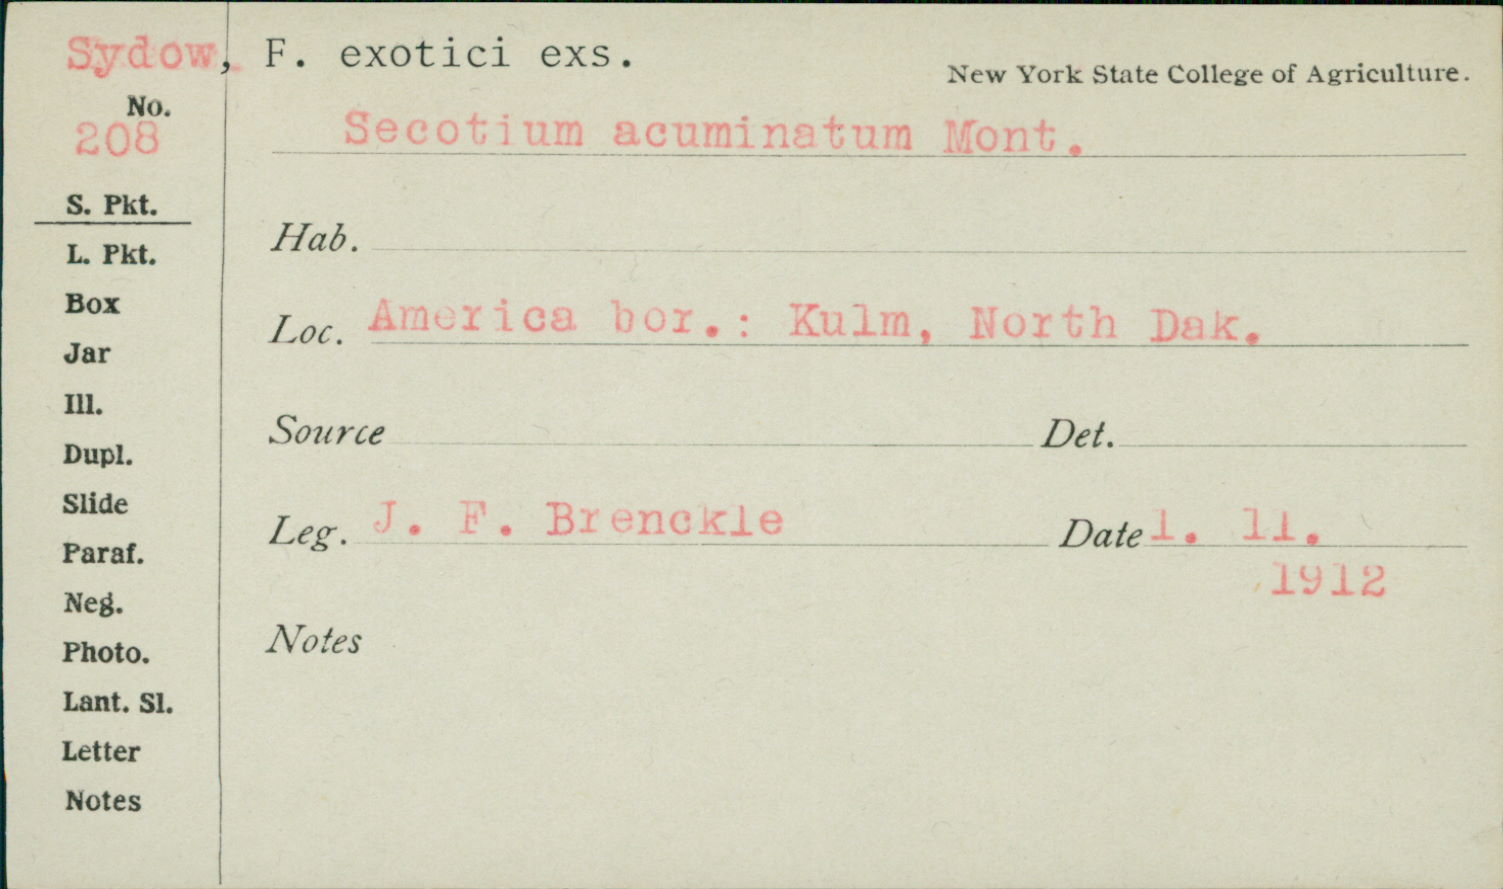 Sydow, F. exotici exs.
New York State College of Agriculture.
No.
208
Secotium acuminatum Mont.
S. Pkt.
L. Pkt.
Box
Jar
Ill.
Dupl.
Slide
Paraf.
Neg.
Photo.
Lant. Sl.
Letter
Notes
Hab.
Loc. America bor.: Kulm, North Dak.
Source Det.
Leg. J. F. Brenckle Date 1. 11.
1912
Notes